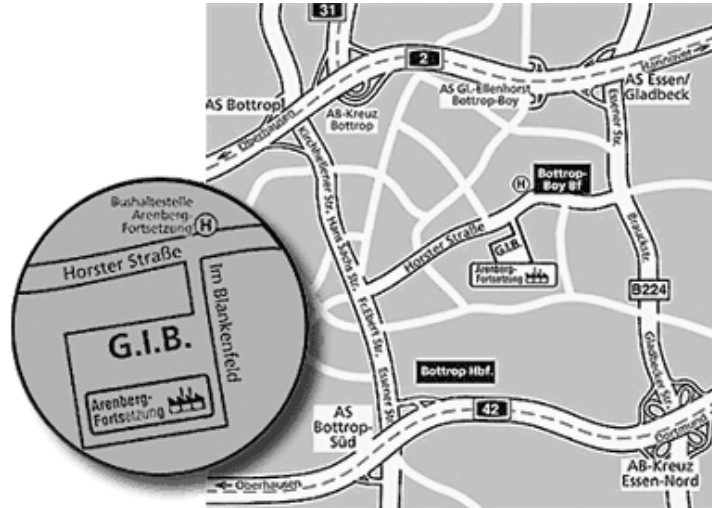 31
2
Hannover
AS Gl.-Ellenhorst
Bottrop-Boy
AS Essen/
Gladbeck
AS Bottrop
Oberhausen
AB-Kreuz
Bottrop
Kirchhellener Str.
Hans Sachs Str.
Essener Str.
Bottrop-
Boy Bf
H
Horster Straße
G.I.B.
Arenberg-
Fortsetzung
Brauckstr.
B224
Gladbecker Str.
Fr.Ebert Str.
Essener Str.
Bottrop Hbf.
AS
Bottrop-
Süd
42
Dortmund
AB-Kreuz
Essen-Nord
Oberhausen
Bushaltestelle
Arenberg-
Fortsetzung
H
Horster Straße
Im Blankenfeld
G.I.B.
Arenberg-
Fortsetzung